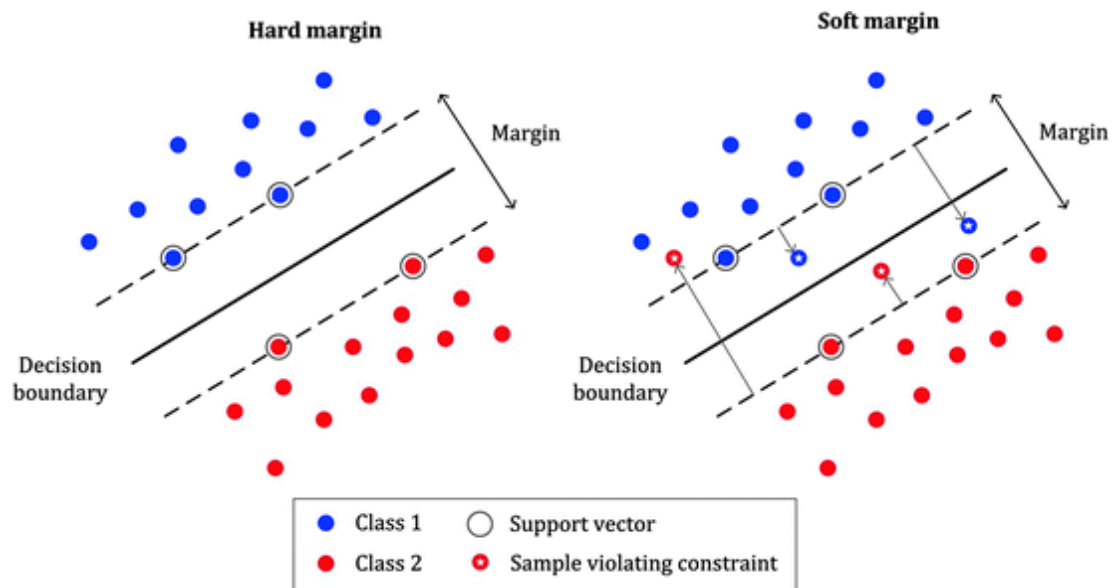 Hard margin
Soft margin
Margin
Margin
Decision
boundary
Decision
boundary
Class 1
Support vector
Class 2
Sample violating constraint